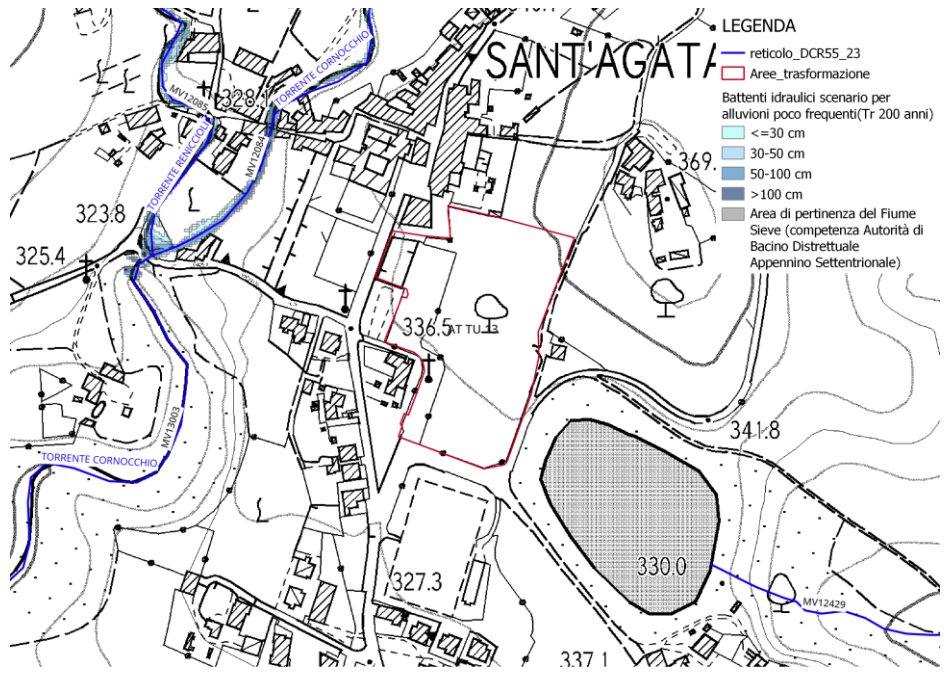 LEGENDA
reticolo_DCR55_23
Aree_trasformazione
Battenti idraulici scenario per
alluvioni poco frequenti(Tr 200 anni)
<=30 cm
30-50 cm
50-100 cm
>100 cm
Area di pertinenza del Fiume
Sieve (competenza Autorità di
Bacino Distrettuale
Appennino Settentrionale)
SANT'AGATA
TORRENTE CORNOCCHIO
MV12085
328.1
MV12084
TORRENTE RENICCIOLI
369.
323.8
325.4
336.5
AT TU.23
341.8
MV13003
TORRENTE CORNOCCHIO
330.0
327.3
MV12429
337.1